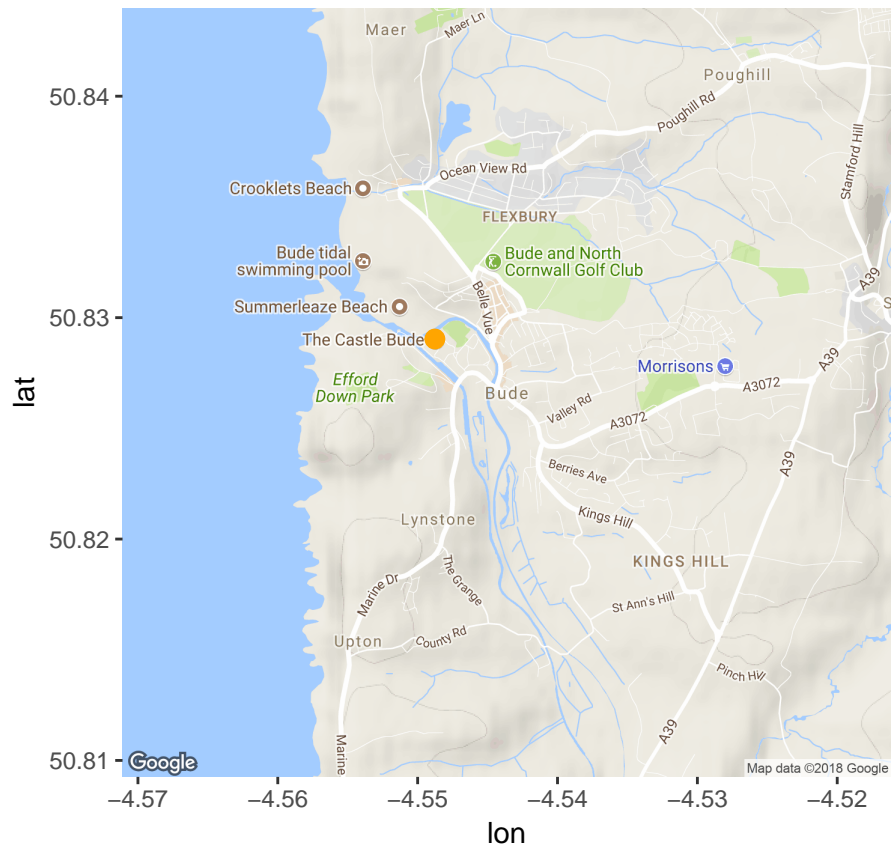 Maer
Maer Ln
Poughill
Poughill Rd
Stamford Hill
Ocean View Rd
Crooklets Beach
FLEXBURY
Bude tidal
swimming pool
Bude and North
Cornwall Golf Club
Belle Vue
A39
S
Summerleaze Beach
The Castle Bude
A39
Morrisons
Efford
Down Park
Bude
Valley Rd
A3072
A3072
A39
Berries Ave
Kings Hill
Lynstone
KINGS HILL
The Grange
Marine Dr
St Ann's Hill
Upton
County Rd
Pinch Hill
A39
Marine
Google
Map data ©2018 Google
50.84
50.83
50.82
50.81
lat
−4.57
−4.56
−4.55
−4.54
−4.53
−4.52
lon